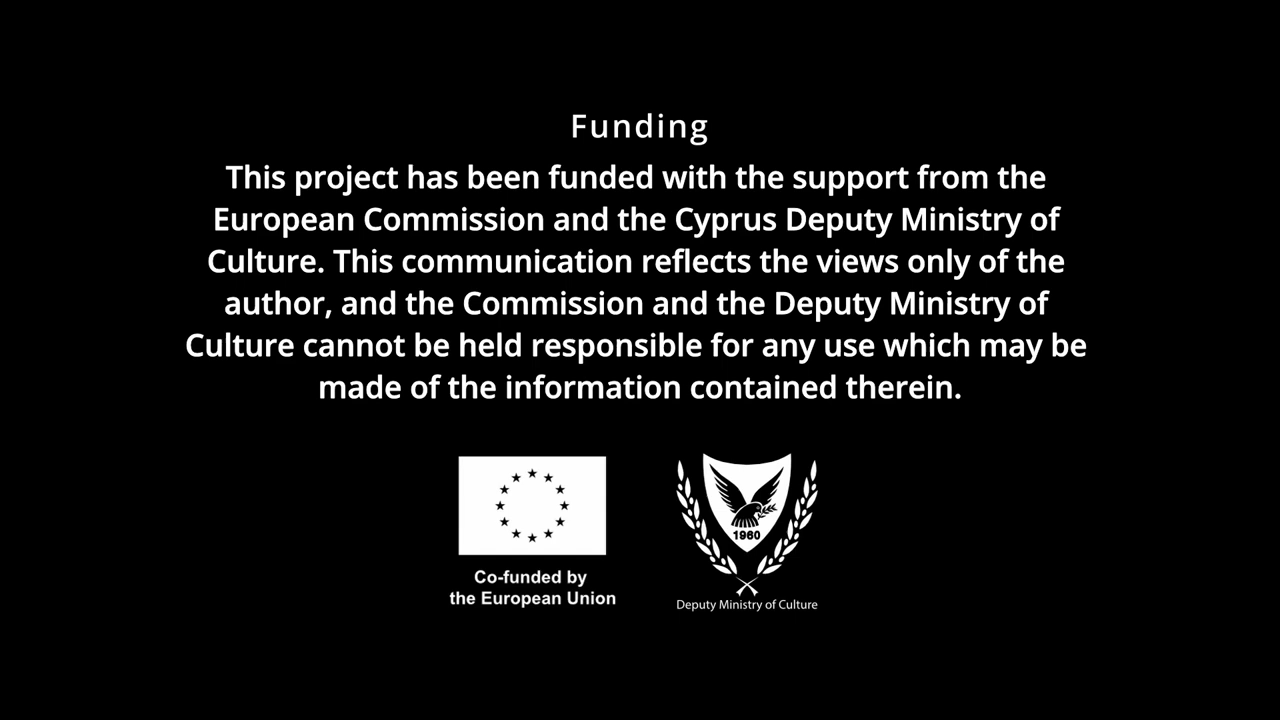 Funding
This project has been funded with the support from the
European Commission and the Cyprus Deputy Ministry of
Culture. This communication reflects the views only of the
author, and the Commission and the Deputy Ministry of
Culture cannot be held responsible for any use which may be
made of the information contained therein.
1960
Co-funded by
the European Union
Deputy Ministry of Culture